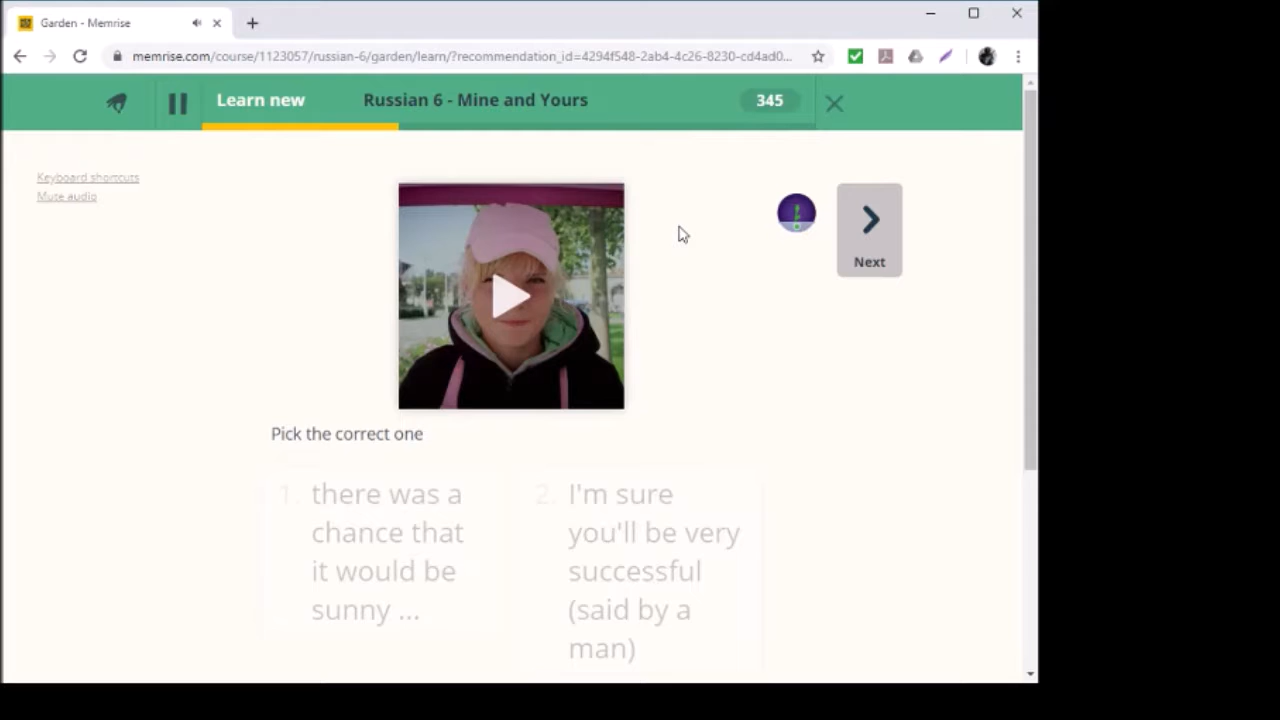 Garden - Memrise
memrise.com/course/1123057/russian-6/garden/learn/?recommendation_id=4294f548-2ab4-4c26-8230-cd4ad0...
Learn new
Russian 6 - Mine and Yours
345
Keyboard shortcuts
Mute audio
Next
Pick the correct one
1. there was a
chance that
it would be
sunny ...
2. I'm sure
you'll be very
successful
(said by a
man)